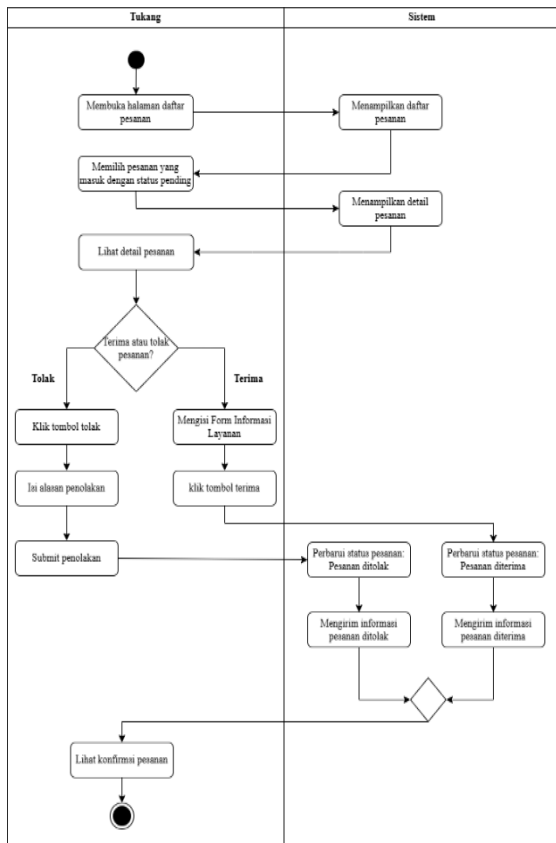 Tukang
Sistem
Membuka halaman daftar
pesanan
Menampilkan daftar
pesanan
Memilih pesanan yang
masuk dengan status pending
Menampilkan detail
pesanan
Lihat detail pesanan
Terima atau tolak
pesanan?
Tolak
Terima
Klik tombol tolak
Mengisi Form Informasi
Layanan
Isi alasan penolakan
klik tombol terima
Submit penolakan
Perbarui status pesanan:
Pesanan ditolak
Perbarui status pesanan:
Pesanan diterima
Mengirim informasi
pesanan ditolak
Mengirim informasi
pesanan diterima
Lihat konfirmsi pesanan